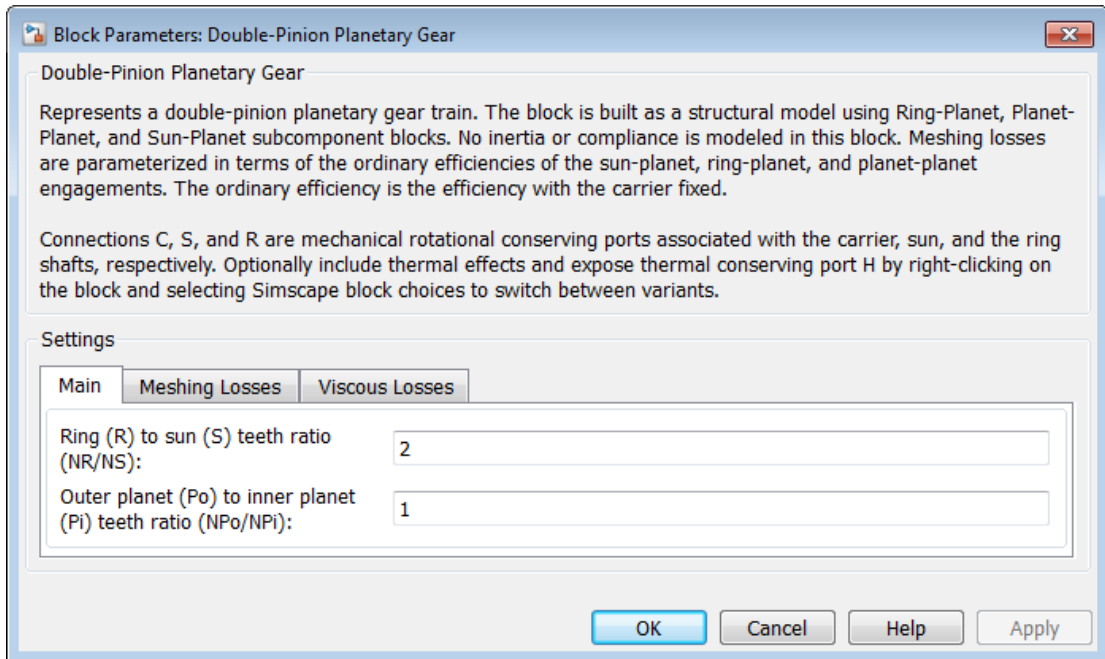 Block Parameters: Double-Pinion Planetary Gear
Double-Pinion Planetary Gear
Represents a double-pinion planetary gear train. The block is built as a structural model using Ring-Planet, Planet-
Planet, and Sun-Planet subcomponent blocks. No inertia or compliance is modeled in this block. Meshing losses
are parameterized in terms of the ordinary efficiencies of the sun-planet, ring-planet, and planet-planet
engagements. The ordinary efficiency is the efficiency with the carrier fixed.
Connections C, S, and R are mechanical rotational conserving ports associated with the carrier, sun, and the ring
shafts, respectively. Optionally include thermal effects and expose thermal conserving port H by right-clicking on
the block and selecting Simscape block choices to switch between variants.
Settings
Main Meshing Losses Viscous Losses
Ring (R) to sun (S) teeth ratio
(NR/NS):
2
Outer planet (Po) to inner planet
(Pi) teeth ratio (NPo/NPi):
1
OK Cancel Help Apply